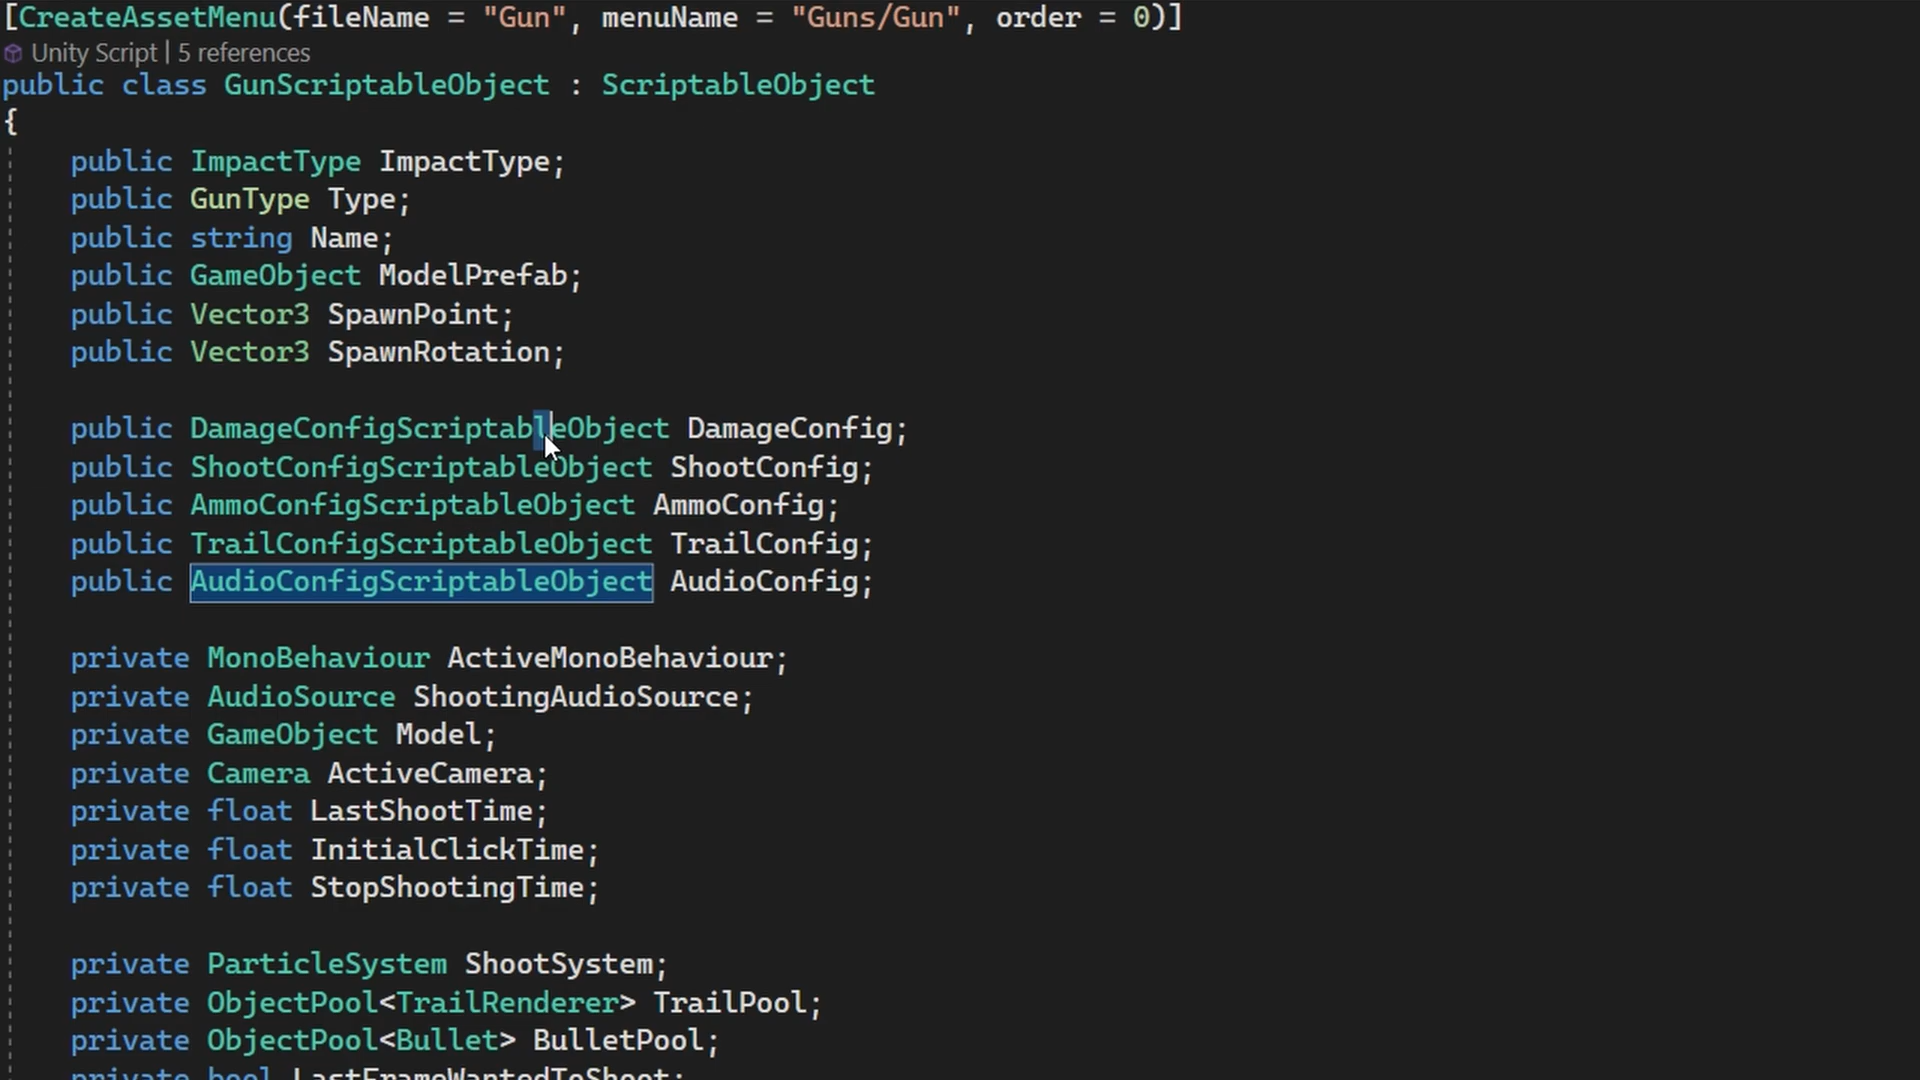 [CreateAssetMenu(fileName = "Gun", menuName = "Guns/Gun", order = 0)]
Unity Script | 5 references
public class GunScriptableObject : ScriptableObject
{
public ImpactType ImpactType;
public GunType Type;
public string Name;
public GameObject ModelPrefab;
public Vector3 SpawnPoint;
public Vector3 SpawnRotation;
public DamageConfigScriptableObject DamageConfig;
public ShootConfigScriptableObject ShootConfig;
public AmmoConfigScriptableObject AmmoConfig;
public TrailConfigScriptableObject TrailConfig;
public AudioConfigScriptableObject AudioConfig;
private MonoBehaviour ActiveMonoBehaviour;
private AudioSource ShootingAudioSource;
private GameObject Model;
private Camera ActiveCamera;
private float LastShootTime;
private float InitialClickTime;
private float StopShootingTime;
private ParticleSystem ShootSystem;
private ObjectPool<TrailRenderer> TrailPool;
private ObjectPool<Bullet> BulletPool;
private bool LastFrameWantedToShoot;